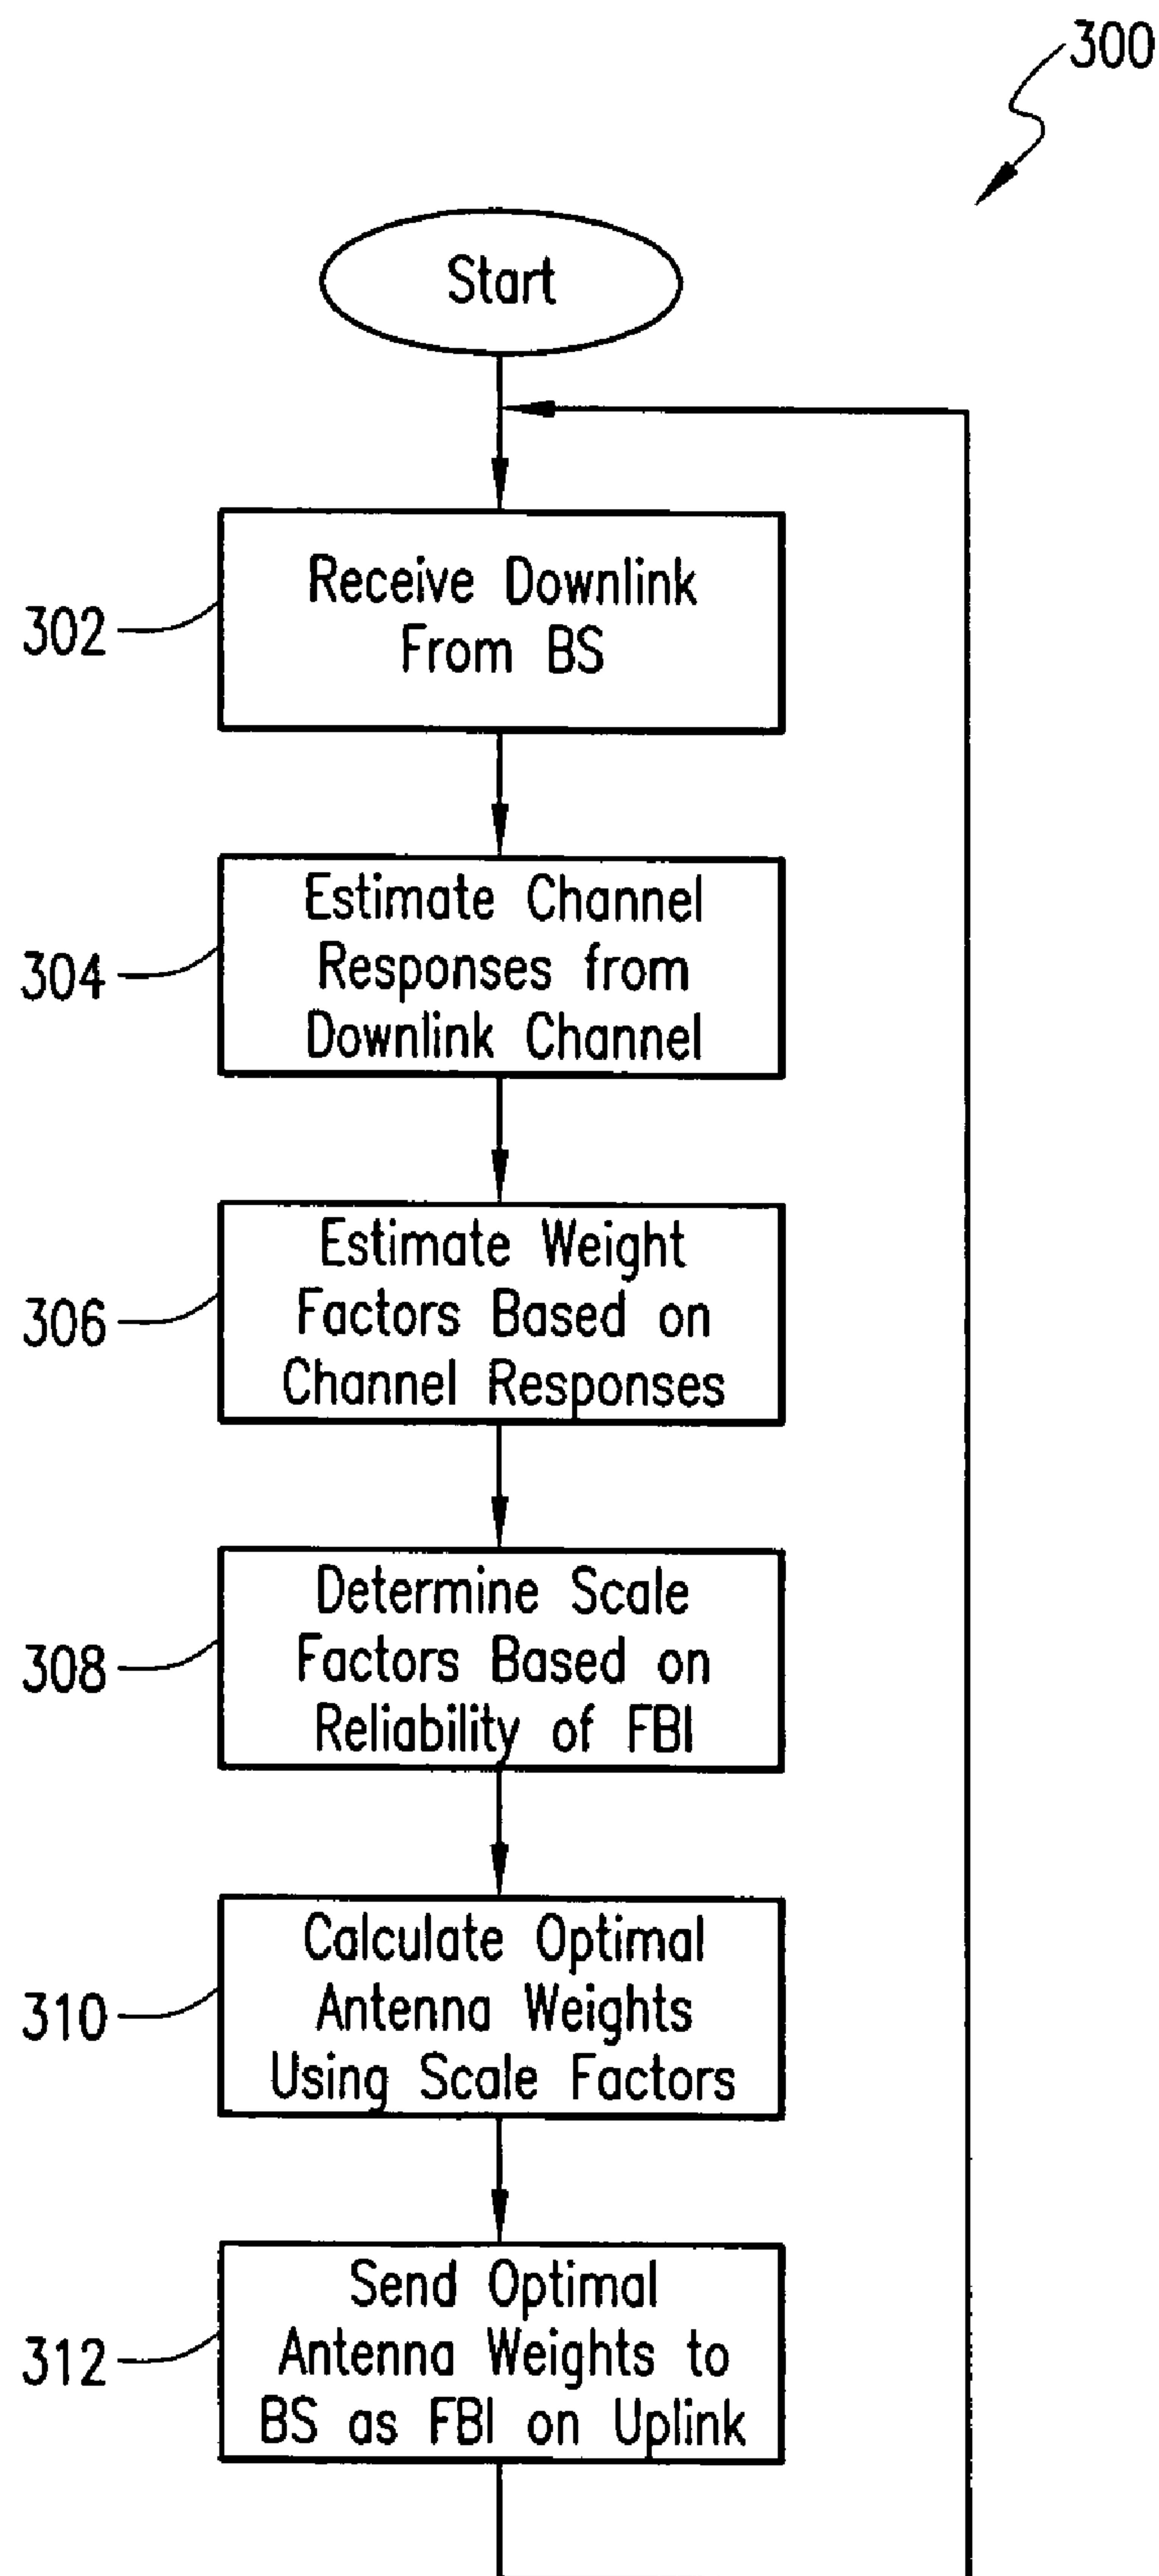 300
Start
302
Receive Downlink
From BS
304
Estimate Channel
Responses from
Downlink Channel
306
Estimate Weight
Factors Based on
Channel Responses
308
Determine Scale
Factors Based on
Reliability of FBI
310
Calculate Optimal
Antenna Weights
Using Scale Factors
312
Send Optimal
Antenna Weights to
BS as FBI on Uplink